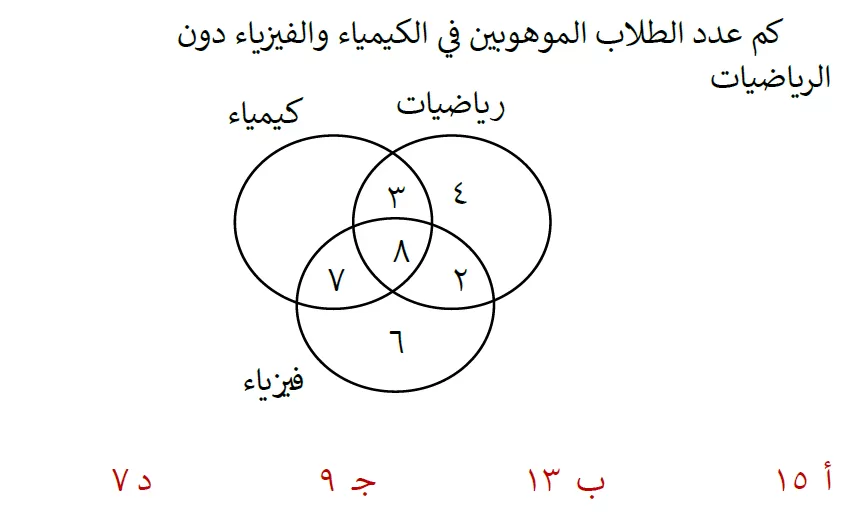 كم عدد الطلاب الموهوبين في الكيمياء والفيزياء دون
الرياضيات
رياضيات
كيمياء
٣
٤
٨
٧
٢
٦
فيزياء
أ ١٥
ب ١٣
جـ ٩
د ٧